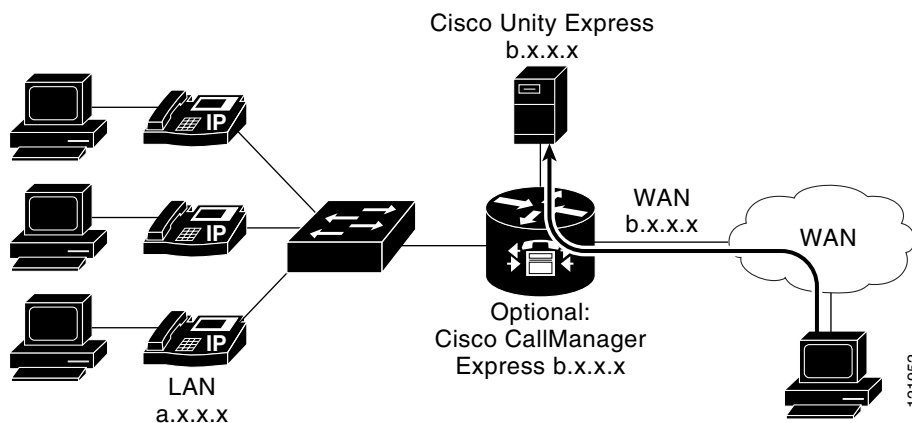 Cisco Unity Express
b.x.x.x
IP
IP
IP
WAN
b.x.x.x
WAN
Optional:
Cisco CallManager
Express b.x.x.x
LAN
a.x.x.x